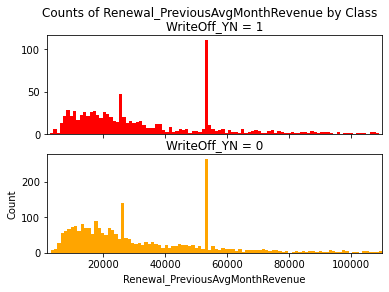 Counts of Renewal_PreviousAvgMonthRevenue by Class
WriteOff_YN = 1
100
50
0
WriteOff_YN = 0
200
100
0
Count
20000 40000 60000 80000 100000
Renewal_PreviousAvgMonthRevenue